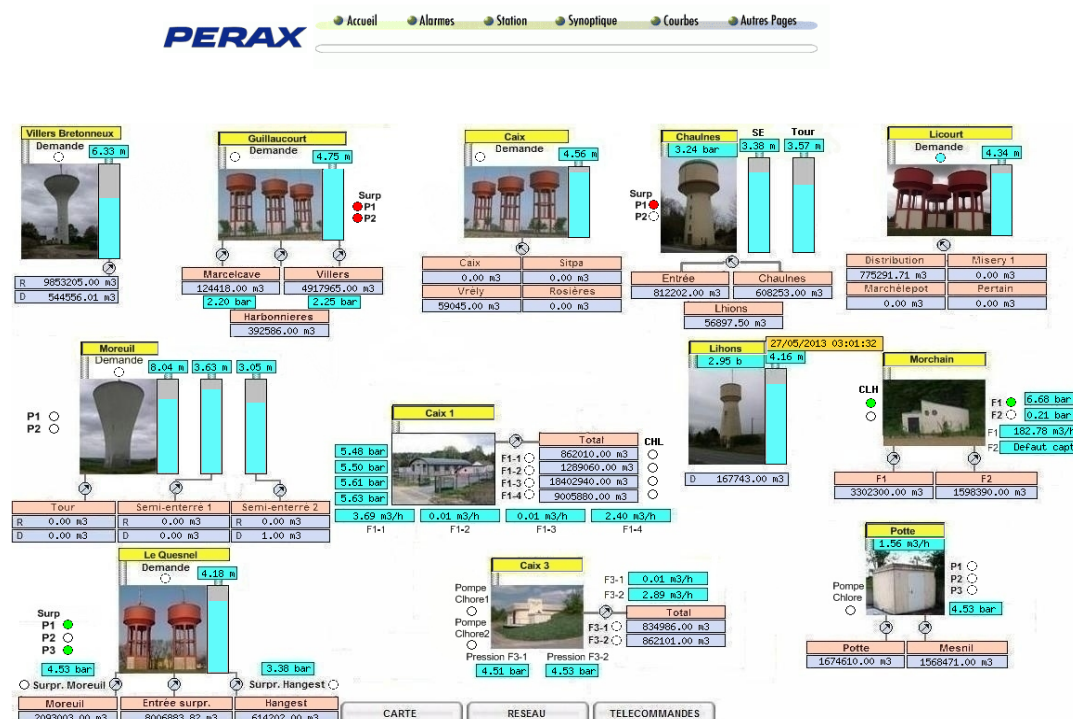 PERAX
Accueil
Alarmes
Station
Synoptique
Courbes
Autres Pages
Villers Bretonneux
Demande
6.33 m
R 9853205.00 m3
D 544556.01 m3
Guillaucourt
Demande
4.75 m
Surp
P1
P2
Marcelcave
Villers
124418.00 m3
4917965.00 m3
2.20 bar
2.25 bar
Harbonnieres
392586.00 m3
Caix
Demande
4.56 m
Caix
Sitpa
0.00 m3
0.00 m3
Vrély
Rosières
59045.00 m3
0.00 m3
Chaulnes
SE
Tour
3.24 bar
3.38 m
3.57 m
Surp
P1
P2
Entrée
Chaulnes
812202.00 m3
608253.00 m3
Lhions
56897.50 m3
Licourt
Demande
4.34 m
Distribution
Misery 1
775291.71 m3
0.00 m3
Marchélepot
Pertain
0.00 m3
0.00 m3
Moreuil
Demande
8.04 m
3.63 m
3.05 m
P1
P2
Tour
Semi-enterré 1
Semi-enterré 2
R 0.00 m3
R 0.00 m3
R 0.00 m3
D 0.00 m3
D 0.00 m3
D 1.00 m3
Caix 1
5.48 bar
5.50 bar
5.61 bar
5.63 bar
Total
CHL
F1-1
862010.00 m3
F1-2
1289060.00 m3
F1-3
18402940.00 m3
F1-4
9005880.00 m3
3.69 m3/h
0.01 m3/h
0.01 m3/h
2.40 m3/h
F1-1
F1-2
F1-3
F1-4
Lihons
27/05/2013 03:01:32
2.95 b
4.16 m
D 167743.00 m3
Morchain
CLH
F1
6.68 bar
F2
0.21 bar
F1
182.78 m3/h
F2
Defaut capt
F1
F2
3302300.00 m3
1598390.00 m3
Le Quesnel
Demande
4.18 m
Surp
P1
P2
P3
4.53 bar
3.38 bar
Surpr. Moreuil
Surpr. Hangest
Moreuil
Entrée surpr.
Hangest
2093003.00 m3
8006883.82 m3
614202.00 m3
Caix 3
Pompe
Chlore1
Pompe
Chlore2
F3-1
0.01 m3/h
F3-2
2.89 m3/h
Total
F3-1
834986.00 m3
F3-2
862101.00 m3
Pression F3-1
Pression F3-2
4.51 bar
4.53 bar
Potte
1.56 m3/h
Pompe
Chlore
P1
P2
P3
4.53 bar
Potte
Mesnil
1674610.00 m3
1568471.00 m3
CARTE
RESEAU
TELECOMMANDES